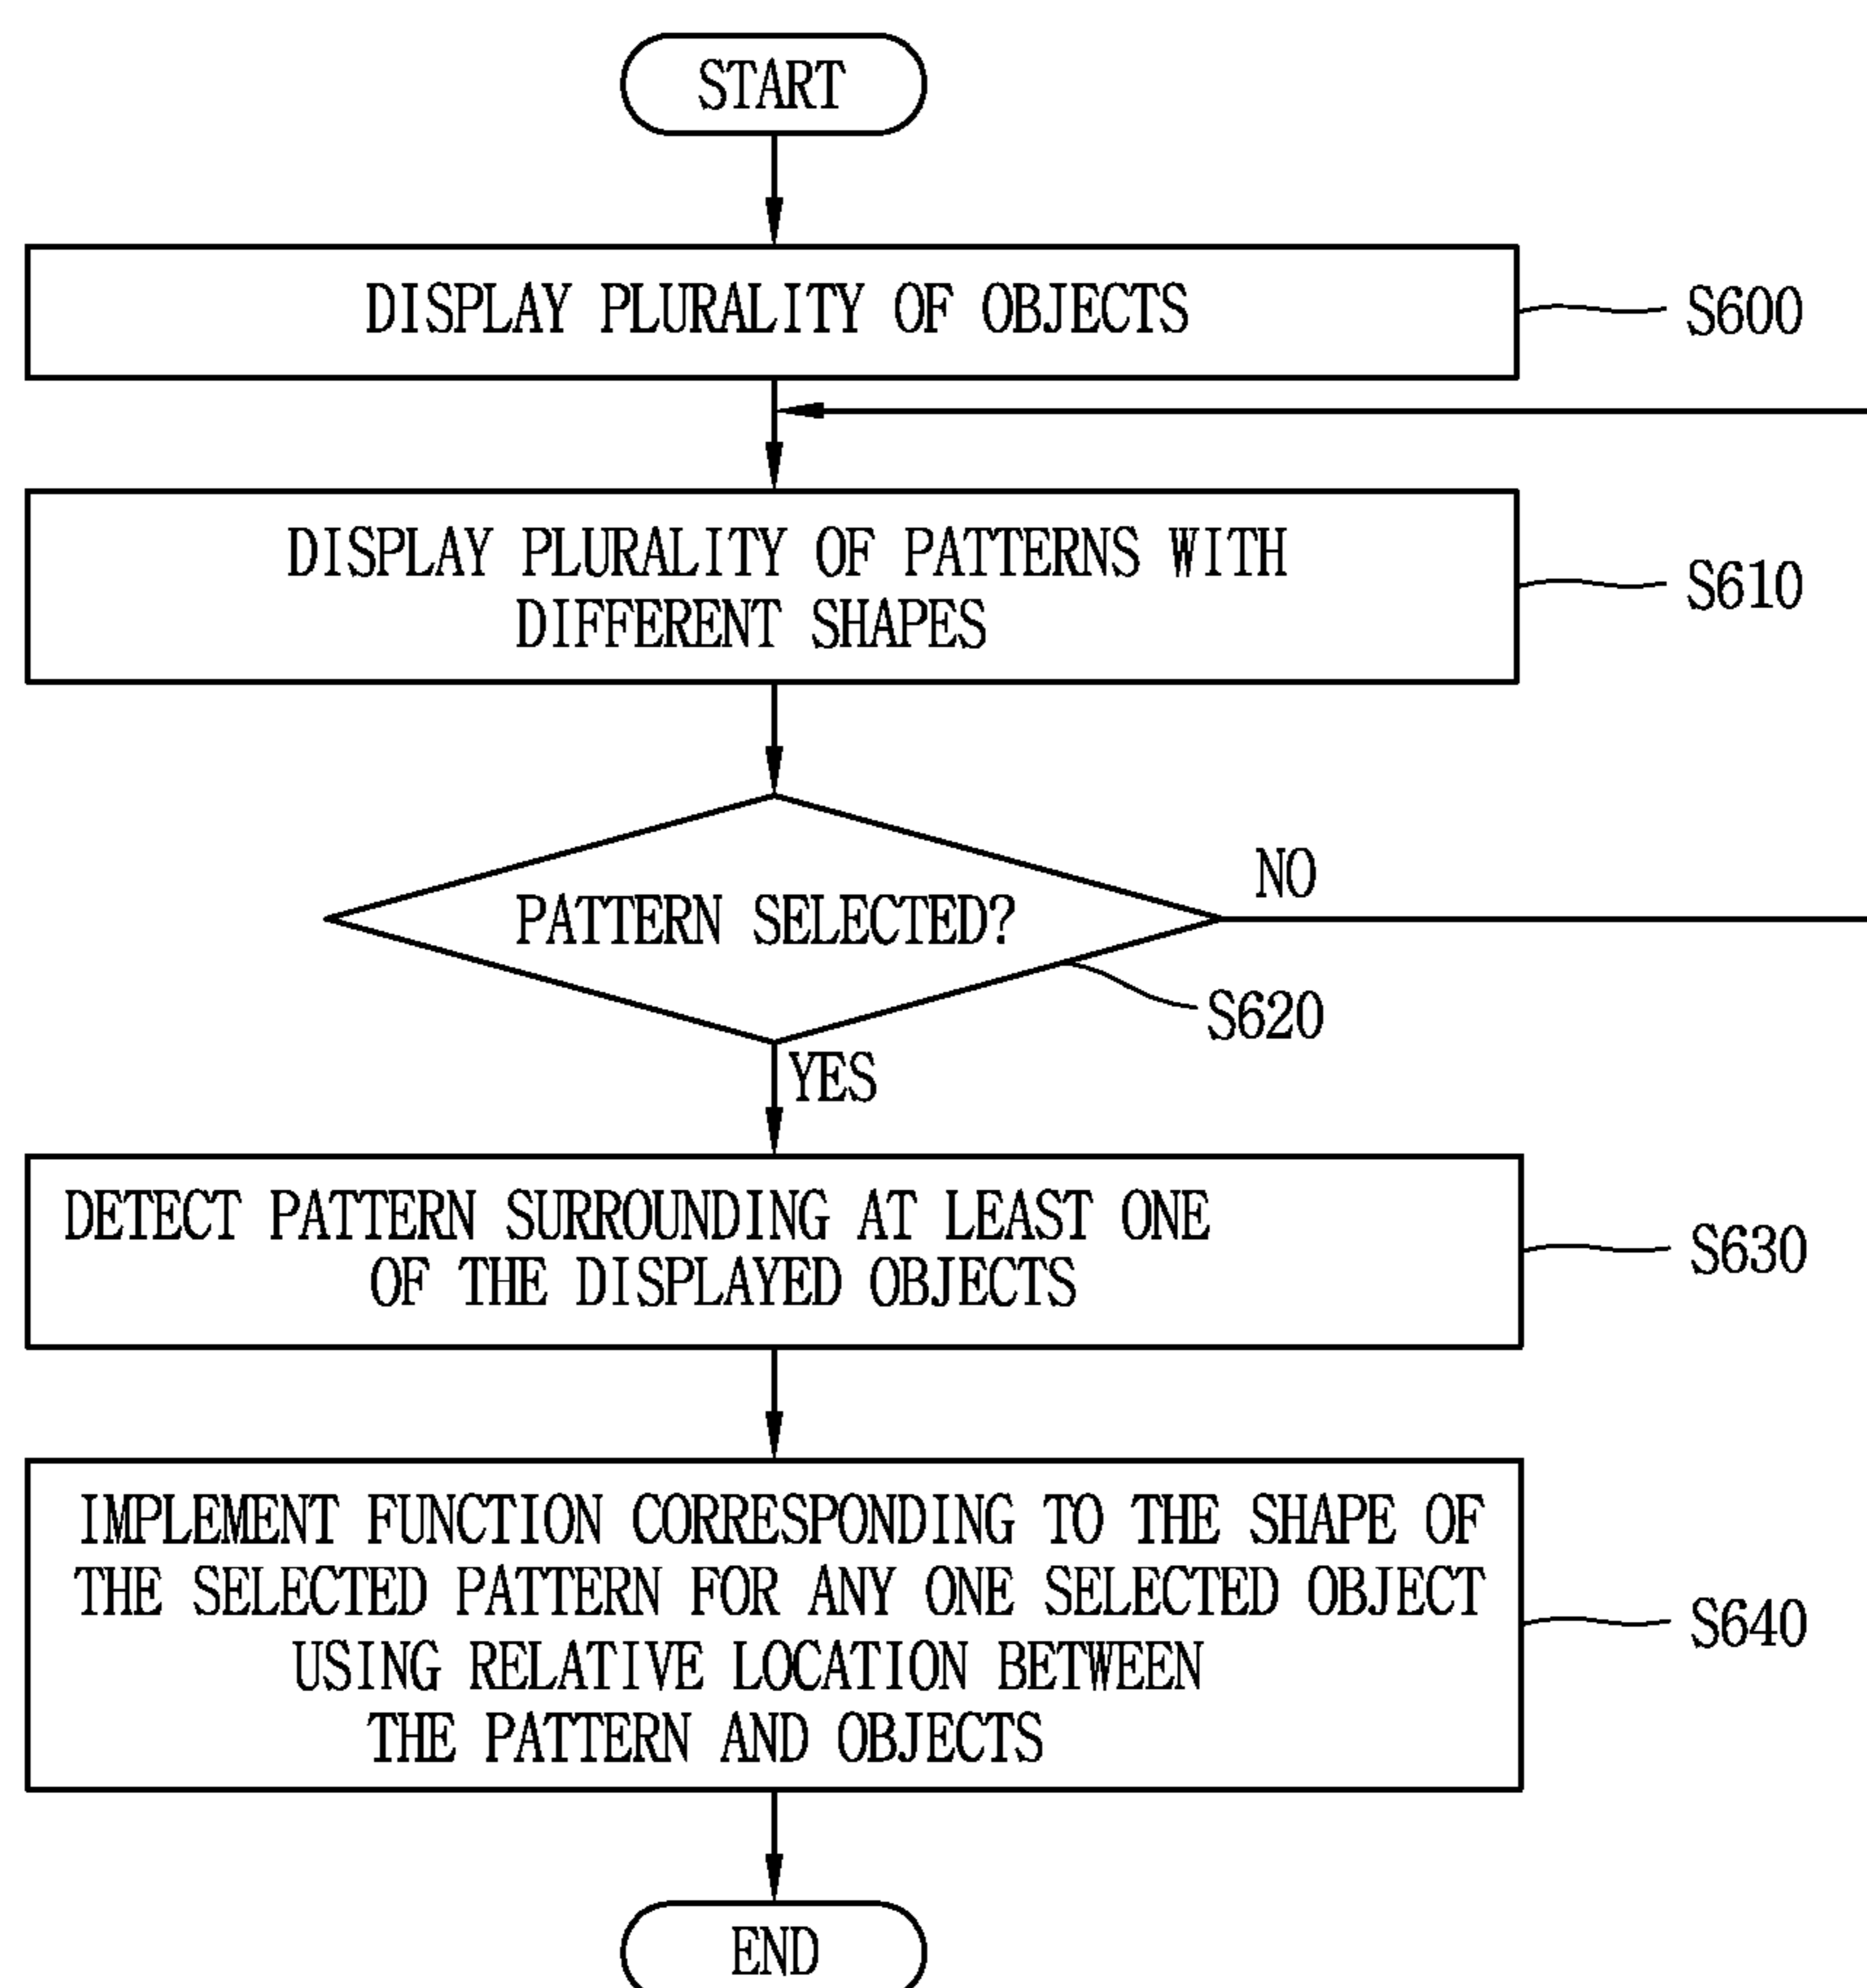 START
DISPLAY PLURALITY OF OBJECTS
S600
DISPLAY PLURALITY OF PATTERNS WITH
DIFFERENT SHAPES
S610
PATTERN SELECTED?
NO
S620
YES
DETECT PATTERN SURROUNDING AT LEAST ONE
OF THE DISPLAYED OBJECTS
S630
IMPLEMENT FUNCTION CORRESPONDING TO THE SHAPE OF
THE SELECTED PATTERN FOR ANY ONE SELECTED OBJECT
USING RELATIVE LOCATION BETWEEN
THE PATTERN AND OBJECTS
S640
END